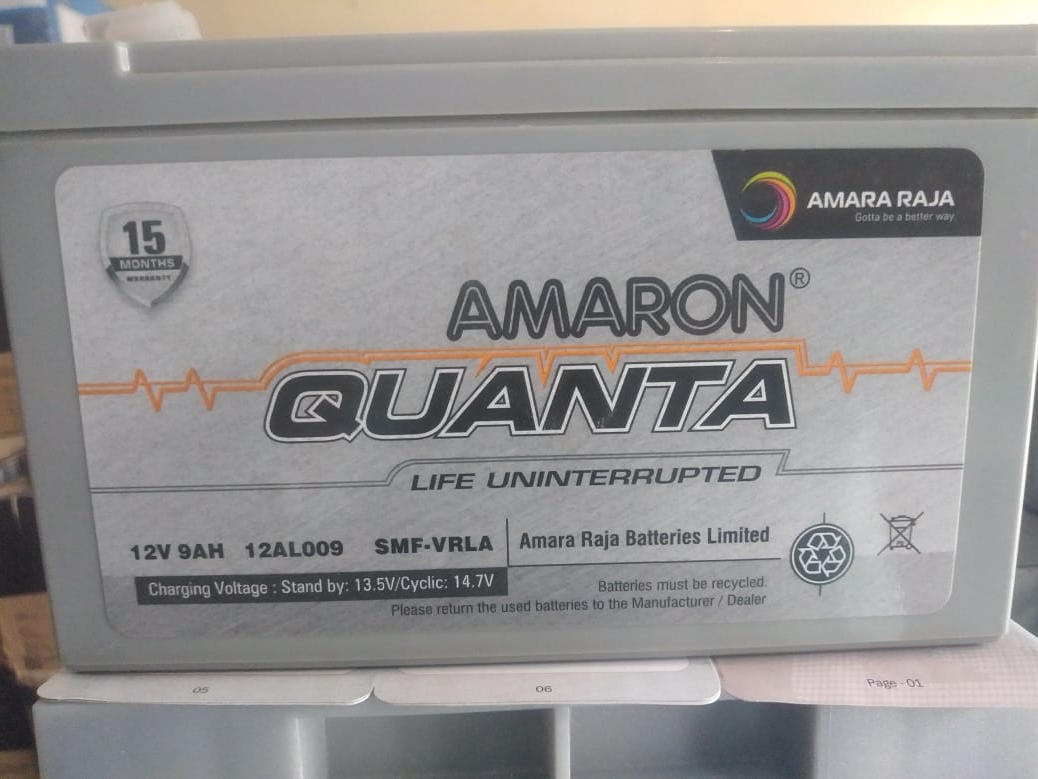 AMARA RAJA
Gotta be a better way
15
MONTHS
WARRANTY
AMARON®
QUANTA
LIFE UNINTERRUPTED
12V 9AH 12AL009 SMF-VRLA
Amara Raja Batteries Limited
Charging Voltage : Stand by: 13.5V/Cyclic: 14.7V
Batteries must be recycled.
Please return the used batteries to the Manufacturer / Dealer
Pb
05
06
Page - 01